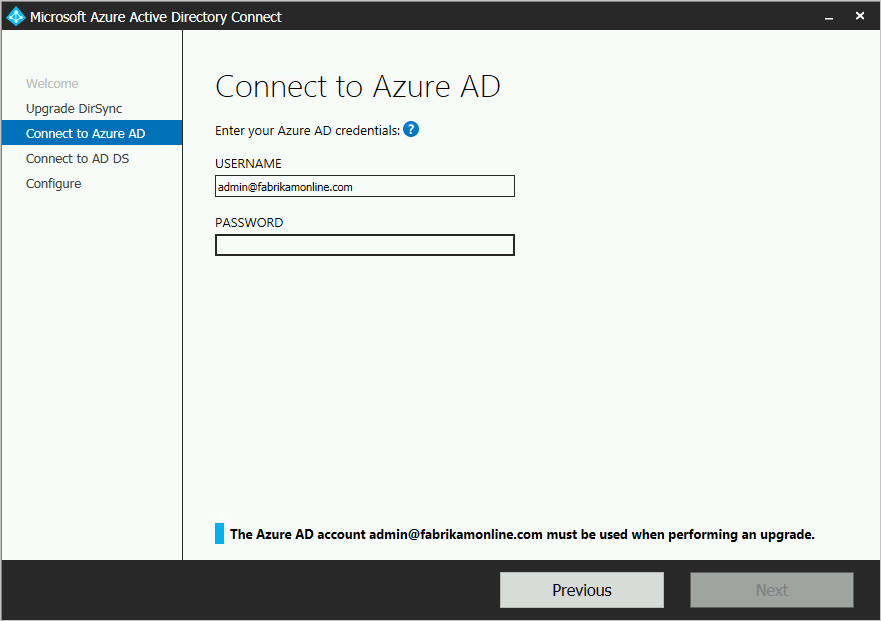 Microsoft Azure Active Directory Connect
Welcome
Upgrade DirSync
Connect to Azure AD
Connect to AD DS
Configure
Connect to Azure AD
Enter your Azure AD credentials: ?
USERNAME
admin@fabrikamonline.com
PASSWORD
The Azure AD account admin@fabrikamonline.com must be used when performing an upgrade.
Previous
Next